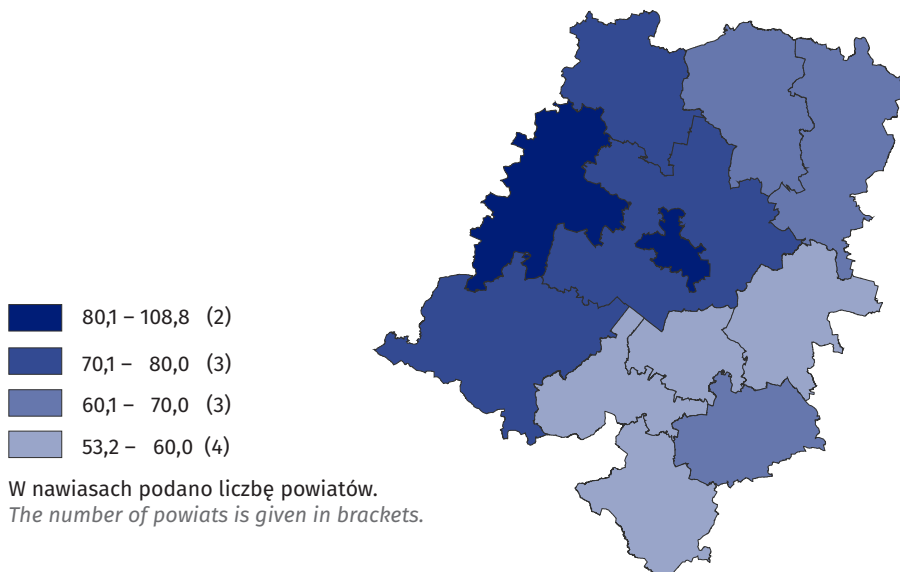 80,1 – 108,8 (2)
70,1 – 80,0 (3)
60,1 – 70,0 (3)
53,2 – 60,0 (4)
W nawiasach podano liczbę powiatów.
The number of powiats is given in brackets.